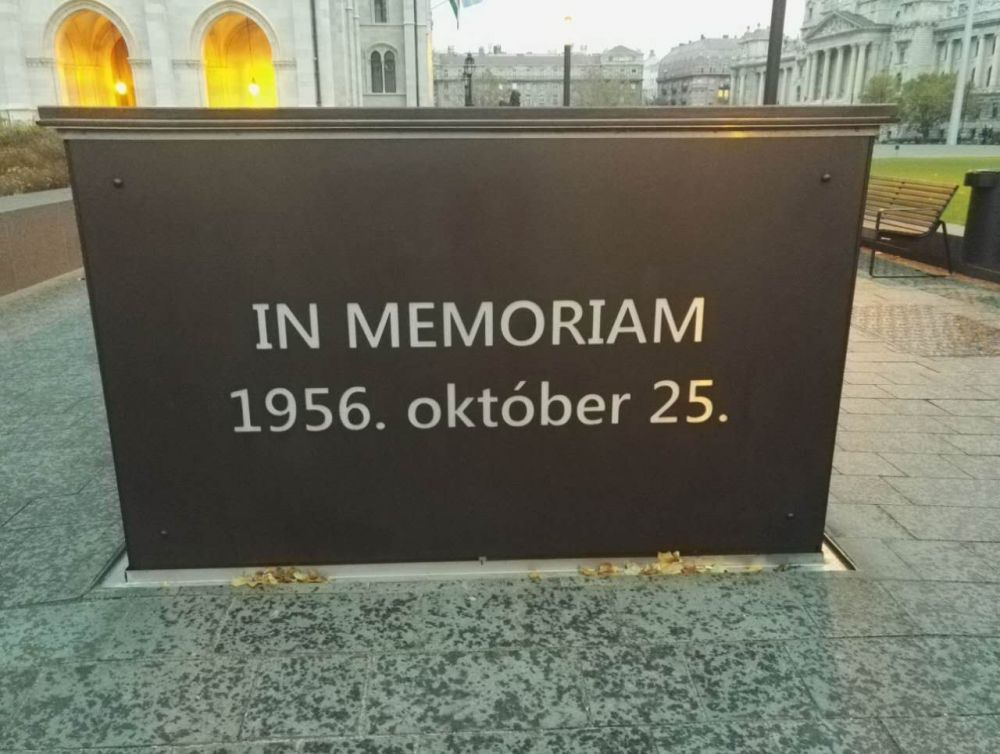 IN MEMORIAM
1956. október 25.